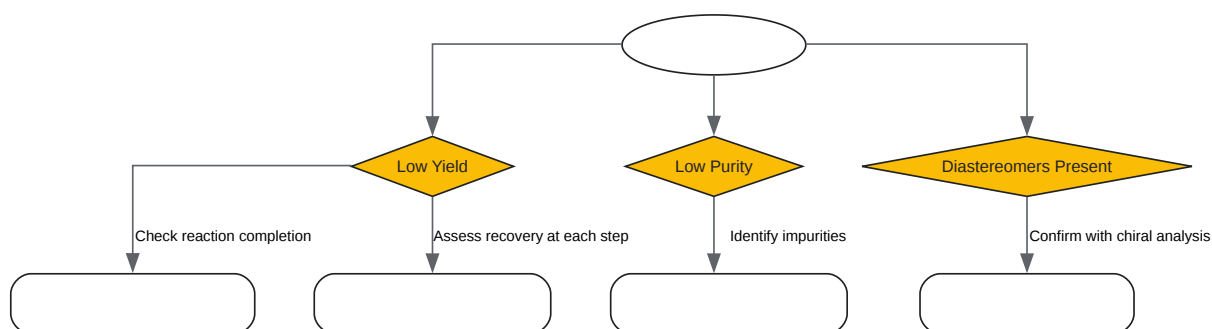 Low Yield
Low Purity
Diastereomers Present
Check reaction completion
Assess recovery at each step
Identify impurities
Confirm with chiral analysis